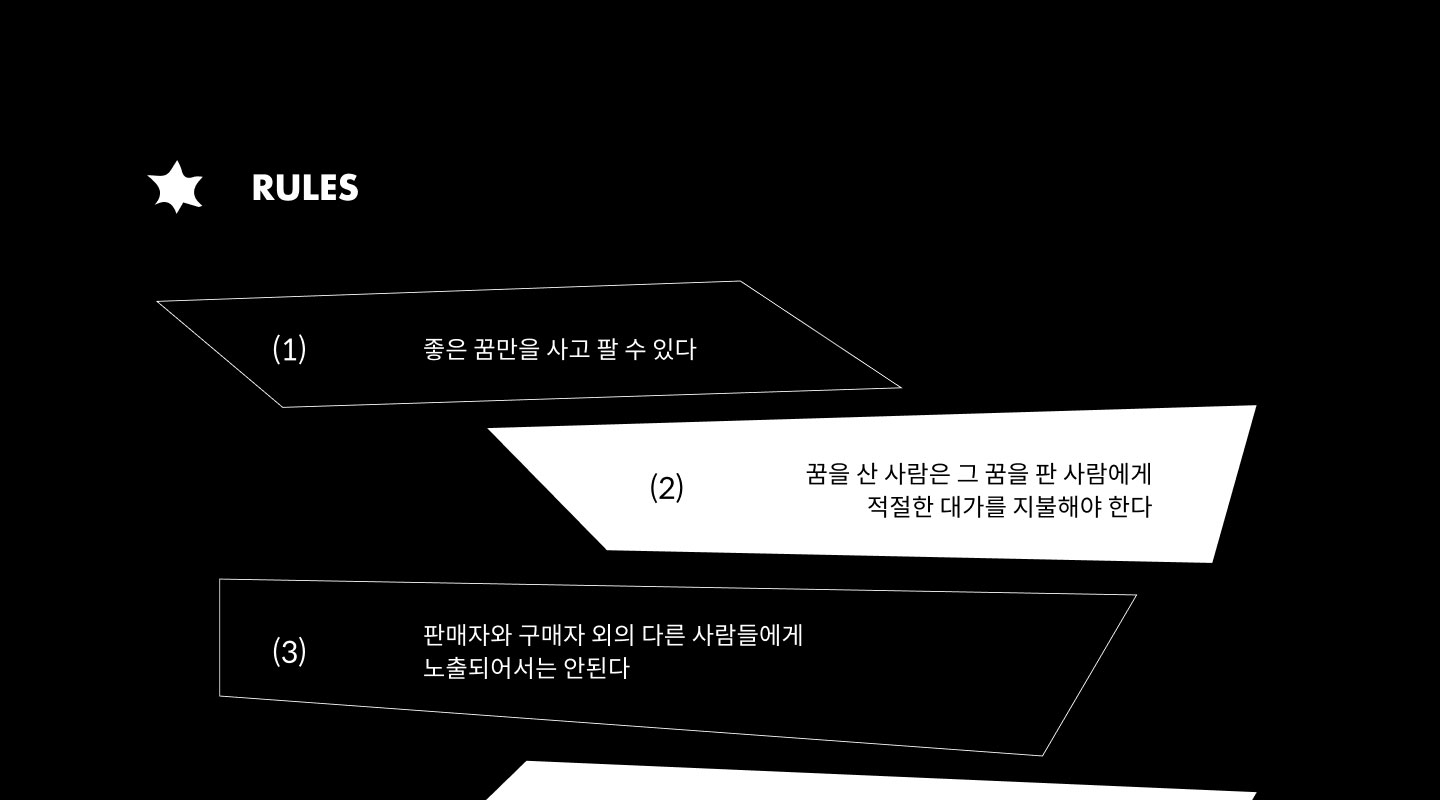 RULES
(1)
좋은 꿈만을 사고 팔 수 있다
(2)
꿈을 산 사람은 그 꿈을 판 사람에게
적절한 대가를 지불해야 한다
(3)
판매자와 구매자 외의 다른 사람들에게
노출되어서는 안된다